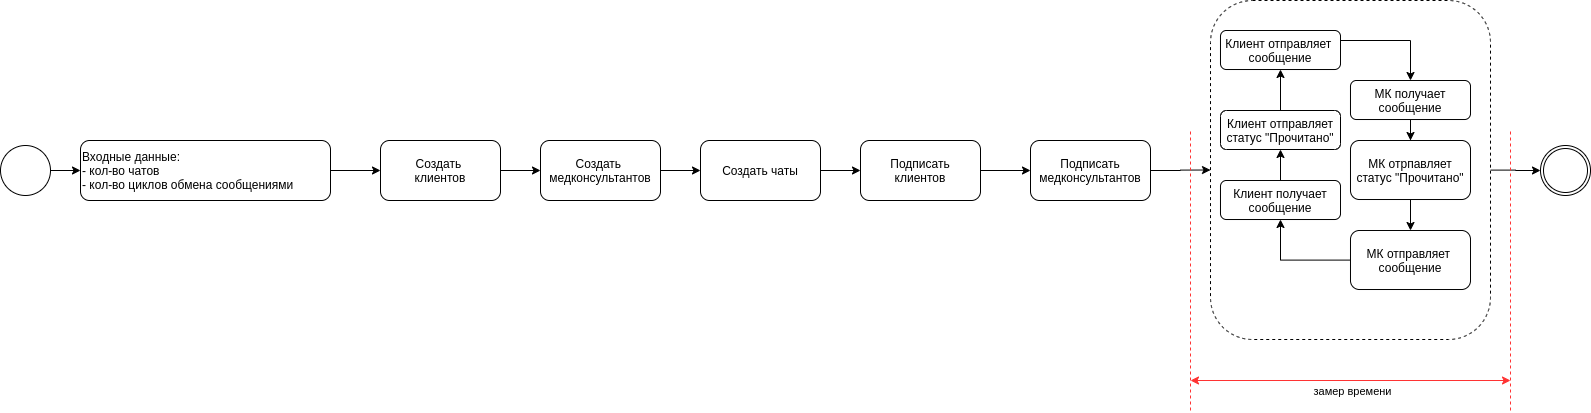 Входные данные:
- кол-во чатов
- кол-во циклов обмена сообщениями
Создать
клиентов
Создать
медконсультантов
Создать чаты
Подписать
клиентов
Подписать
медконсультантов
Клиент отправляет
сообщение
МК получает
сообщение
МК отрпавляет
статус "Прочитано"
МК отправляет
сообщение
Клиент получает
сообщение
Клиент отправляет
статус "Прочитано"
замер времени